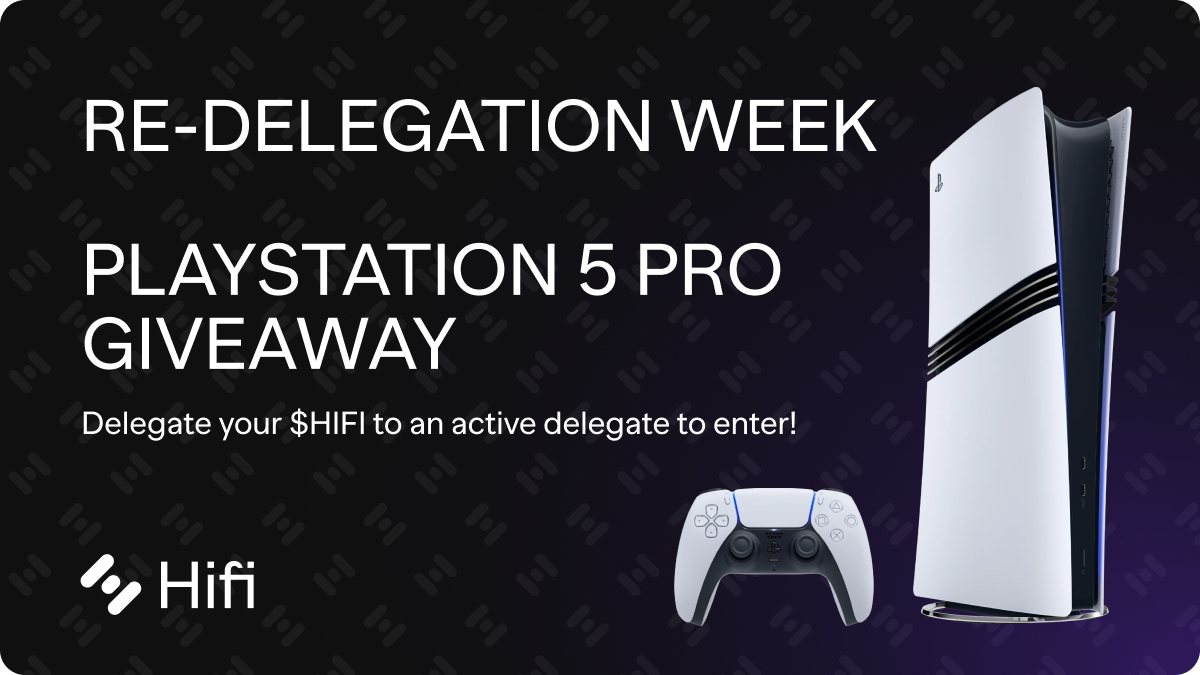 RE-DELEGATION WEEK
PLAYSTATION 5 PRO
GIVEAWAY
Delegate your $HIFI to an active delegate to enter!
Hifi